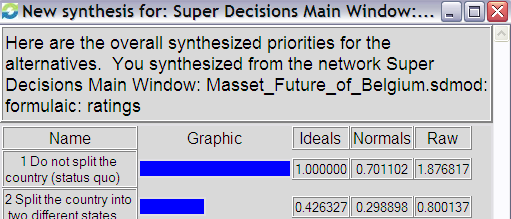 New synthesis for: Super Decisions Main Window:...
Here are the overall synthesized priorities for the
alternatives. You synthesized from the network Super
Decisions Main Window: Masset_Future_of_Belgium.sdmod:
formulaic: ratings
Name Graphic Ideals Normals Raw
1 Do not split the
country (status quo) 1.000000 0.701102 1.876817
2 Split the country into
two different states 0.426327 0.298898 0.800137